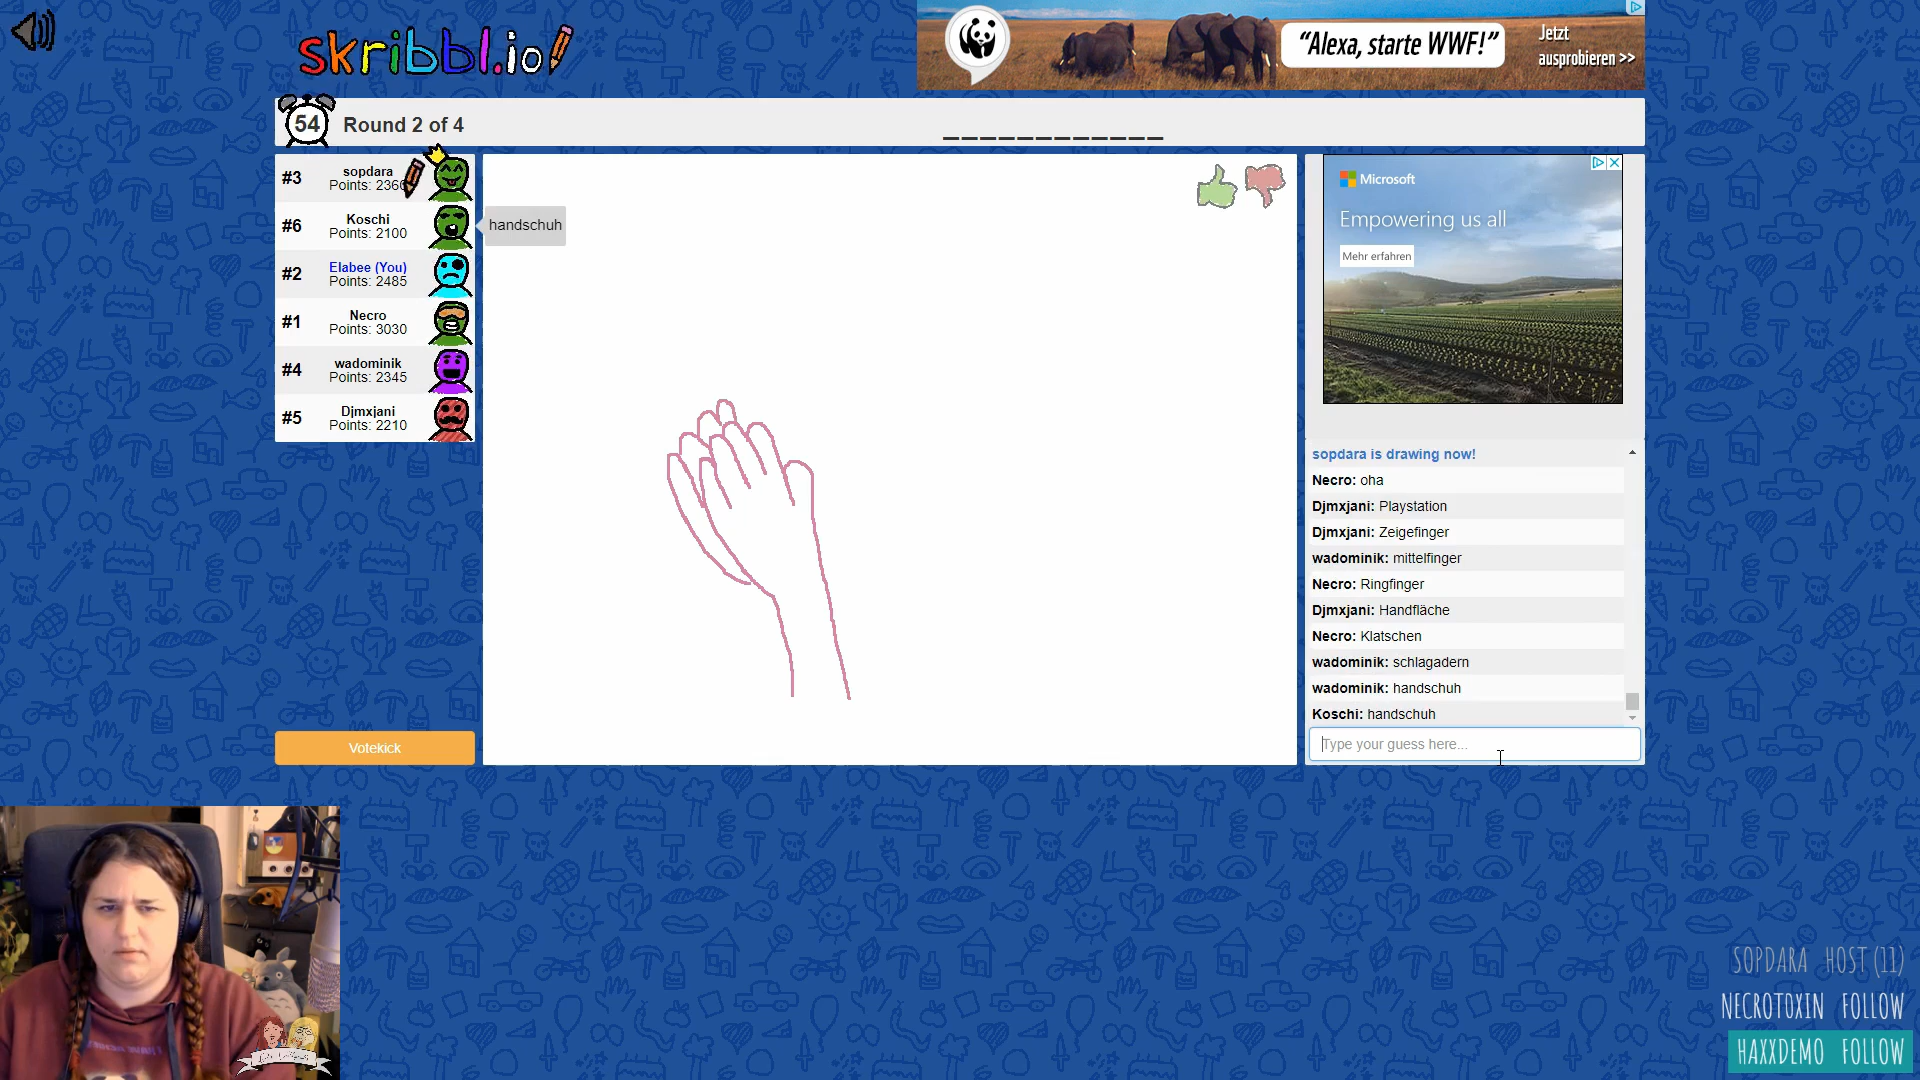 skribbl.io
"Alexa, starte WWF!"
Jetzt
ausprobieren >>
54
Round 2 of 4
___________
#3
sopdara
Points: 2366
#6
Koschi
Points: 2100
handschuh
#2
Elabee (You)
Points: 2485
#1
Necro
Points: 3030
#4
wadominik
Points: 2345
#5
Djmxjani
Points: 2210
Votekick
Microsoft
Empowering us all
Mehr erfahren
sopdara is drawing now!
Necro: oha
Djmxjani: Playstation
Djmxjani: Zeigefinger
wadominik: mittelfinger
Necro: Ringfinger
Djmxjani: Handfläche
Necro: Klatschen
wadominik: schlagadern
wadominik: handschuh
Koschi: handschuh
Type your guess here...
SOPDARA HOST (11)
NECROTOXIN FOLLOW
HAXXDEMO FOLLOW